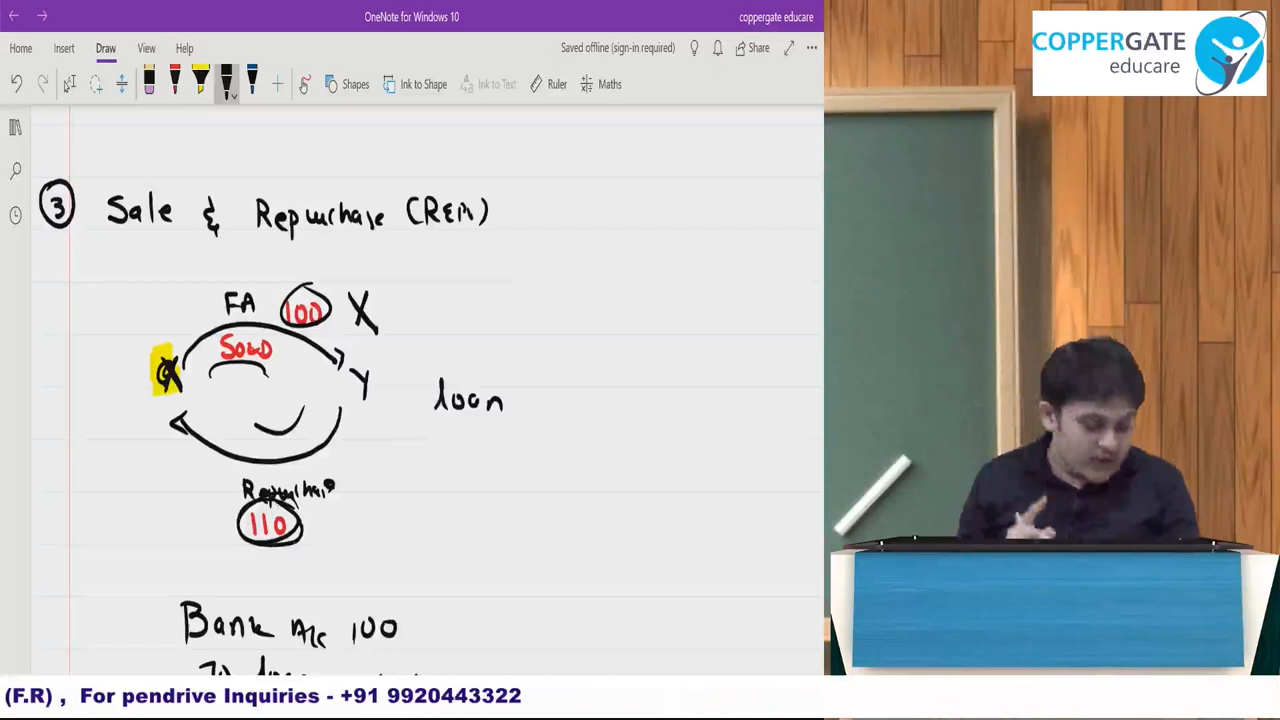 OneNote for Windows 10
coppergate educare
Home Insert Draw View Help
Saved offline (sign-in required) Share
Shapes Ink to Shape Ink to Text Ruler Maths
COPPERGATE
educare
3 Sale & Repurchase
FA 100 X
Sold
Y
loan
110
Bank A/c 100
(F.R) , For pendrive Inquiries - +91 9920443322